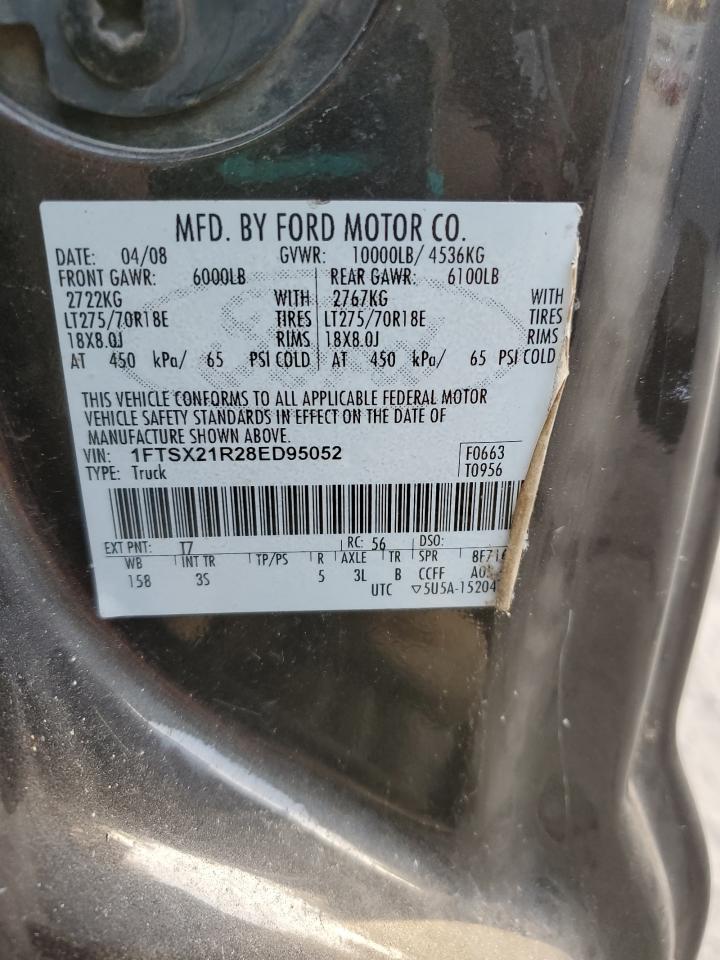 MFD. BY FORD MOTOR CO.
DATE: 04/08 GVWR: 10000LB/ 4536KG
FRONT GAWR: 6000LB REAR GAWR: 6100LB
2722KG WITH 2767KG WITH
LT275/70R18E TIRES LT275/70R18E TIRES
18X8.0J RIMS 18X8.0J RIMS
AT 450 kPa/ 65 PSI COLD AT 450 kPa/ 65 PSI COLD
THIS VEHICLE CONFORMS TO ALL APPLICABLE FEDERAL MOTOR
VEHICLE SAFETY STANDARDS IN EFFECT ON THE DATE OF
MANUFACTURE SHOWN ABOVE.
VIN: 1FTSX21R28ED95052 F0663
TYPE: Truck T0956
EXT PNT: T7 RC: 56 DSO:
WB INT TR TP/PS R AXLE TR SPR
158 3S 5 3L B CCFF
UTC ▽5U5A-15204